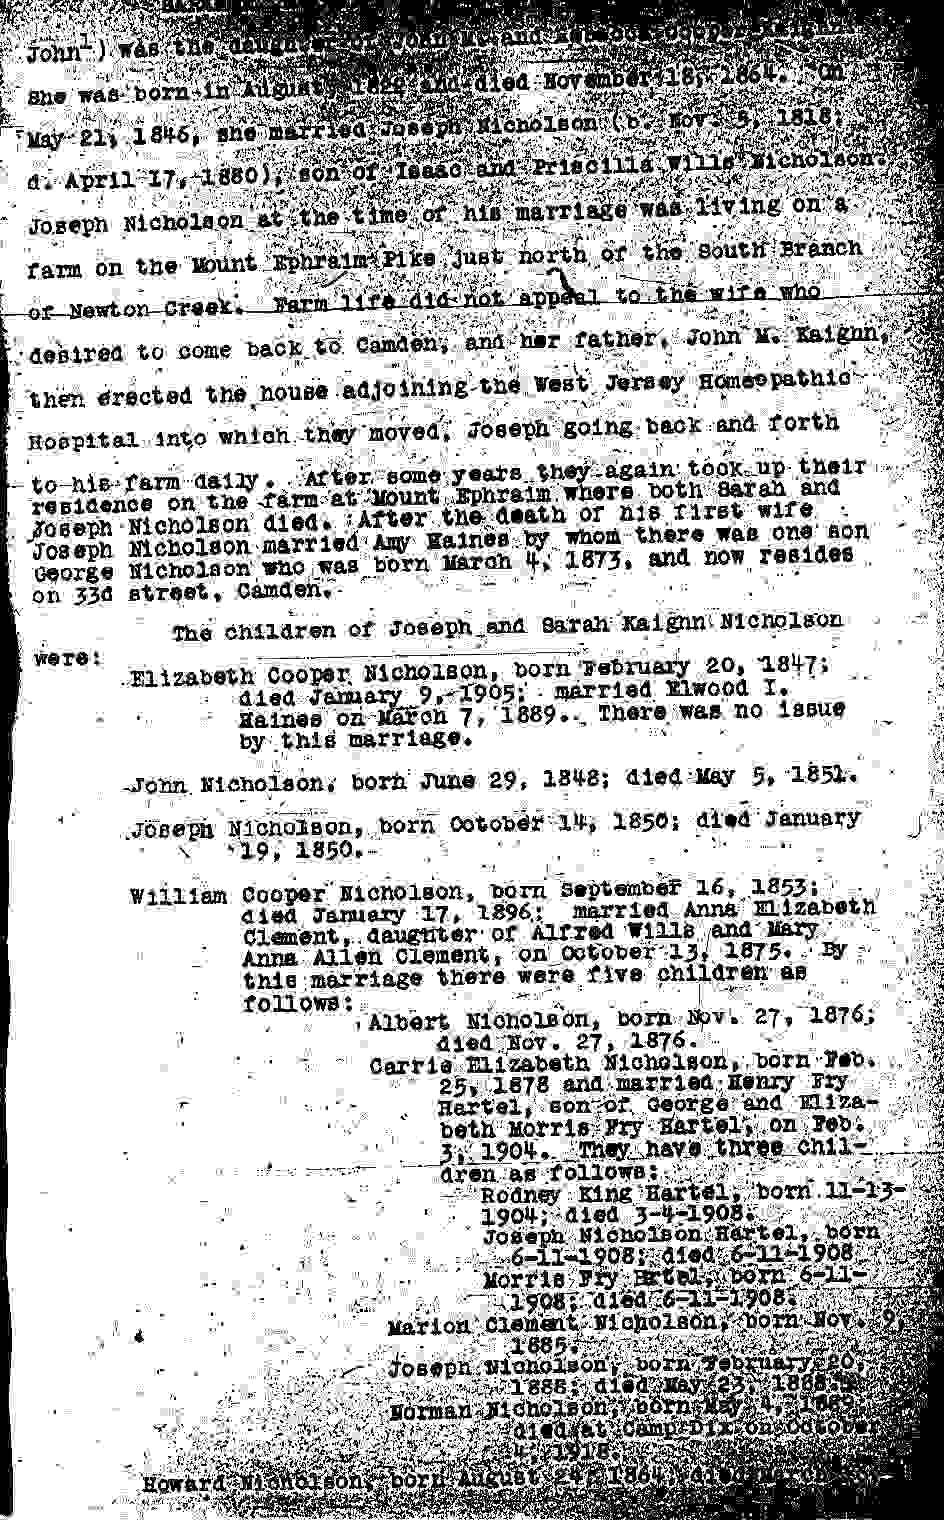 John¹) was the daughter of John M. and Rebecca Cooper Kaighn.
She was born in August, 1822 and died November 18, 1864. On
May 21, 1846, she married Joseph Nicholson (b. Nov. 5, 1818;
d. April 17, 1880), son of Isaac and Priscilla Wills Nicholson.
Joseph Nicholson at the time of his marriage was living on a
farm on the Mount Ephraim Pike just north of the South Branch
of Newton Creek. Farm life did not appeal to the wife who
desired to come back to Camden, and her father, John M. Kaighn,
then erected the house adjoining the West Jersey Homeopathic
Hospital into which they moved, Joseph going back and forth
to his farm daily. After some years they again took up their
residence on the farm at Mount Ephraim where both Sarah and
Joseph Nicholson died. After the death of his first wife
Joseph Nicholson married Amy Haines by whom there was one son
George Nicholson who was born March 4, 1873, and now resides
on 33d street, Camden.
The children of Joseph and Sarah Kaighn Nicholson
were:
Elizabeth Cooper Nicholson, born February 20, 1847;
died January 9, 1905; married Elwood I.
Haines on March 7, 1889. There was no issue
by this marriage.
John Nicholson, born June 29, 1848; died May 5, 1851.
Joseph Nicholson, born October 14, 1850; died January
19, 1850.
William Cooper Nicholson, born September 16, 1853;
died January 17, 1896; married Anna Elizabeth
Clement, daughter of Alfred Wills and Mary
Anna Allen Clement, on October 13, 1875. By
this marriage there were five children as
follows:
Albert Nicholson, born Nov. 27, 1876;
died Nov. 27, 1876.
Carrie Elizabeth Nicholson, born Feb.
25, 1878 and married Henry Fry
Hartel, son of George and Eliza-
beth Morris Fry Hartel, on Feb.
3, 1904. They have three chil-
dren as follows:
Rodney King Hartel, born 11-13-
1904; died 3-4-1908.
Joseph Nicholson Hartel, born
6-11-1908; died 6-11-1908
Morris Fry Hrtel, born 6-11-
1908; died 6-11-1908.
Marion Clement Nicholson, born Nov. 9,
1885.
Joseph Nicholson, born February 20,
1888; died May 23, 1888.
Norman Nicholson, born May 4, 1889,
died at Camp Dix on October
4, 1918.
Howard Nicholson, born August 24, 1864; died March